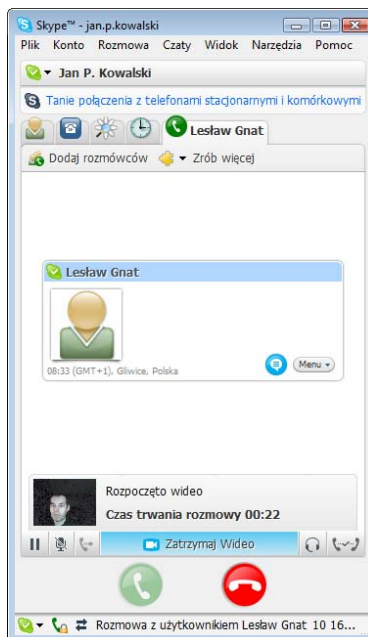 Skype™ - jan.p.kowalski
Plik Konto Rozmowa Czaty Widok Narzędzia Pomoc
Jan P. Kowalski
Tanie połączenia z telefonami stacjonarnymi i komórkowymi
Lesław Gnat
Dodaj rozmówców Zrób więcej
Lesław Gnat
08:33 (GMT+1), Gliwice, Polska
Menu
Rozpoczęto wideo
Czas trwania rozmowy 00:22
Zatrzymaj Wideo
Rozmowa z użytkownikiem Lesław Gnat 10 16...